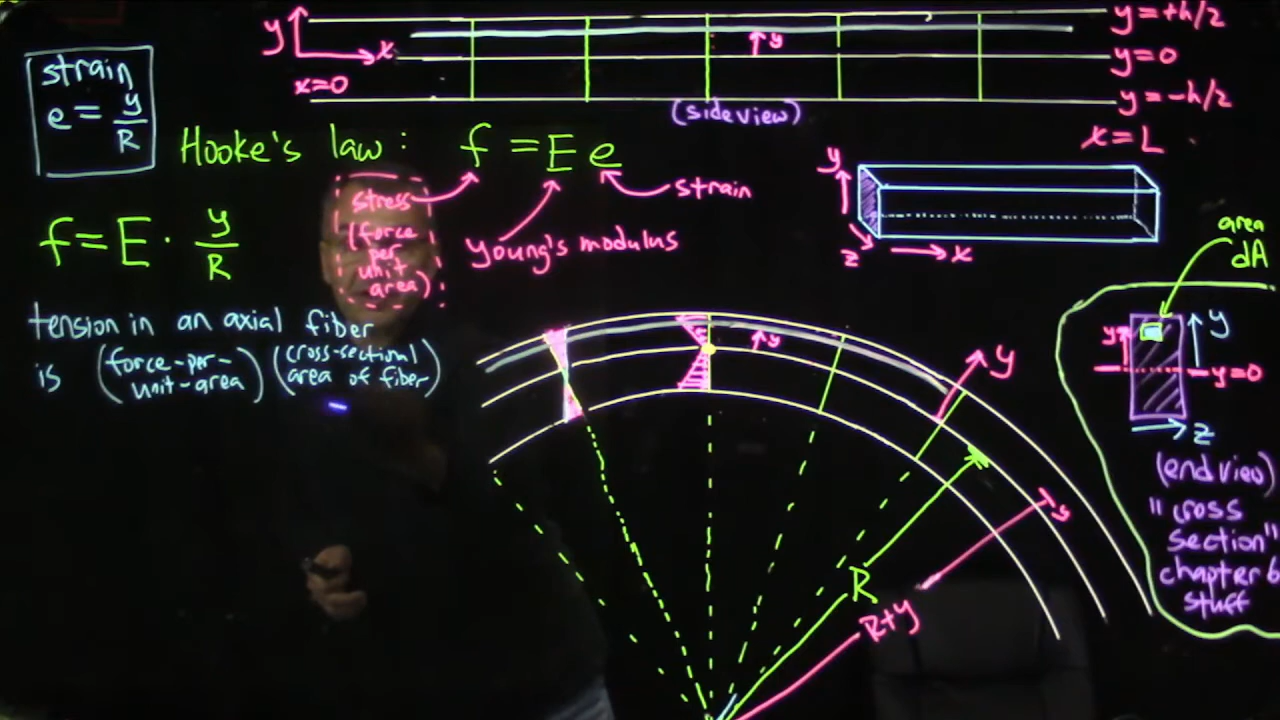 y
x
x=0
y
y=+h/2
y=0
y=-h/2
x=L
(side view)
strain
e = y/R
Hooke's law: f = E e
stress
(force
per
unit
area)
young's modulus
strain
f = E · y/R
y
z
x
tension in an axial fiber
is (force-per-unit-area) (cross-sectional area of fiber)
y
y
R
R+y
y
area
dA
y
y
y=0
z
(end view)
"cross
section"
chapter 6
stuff